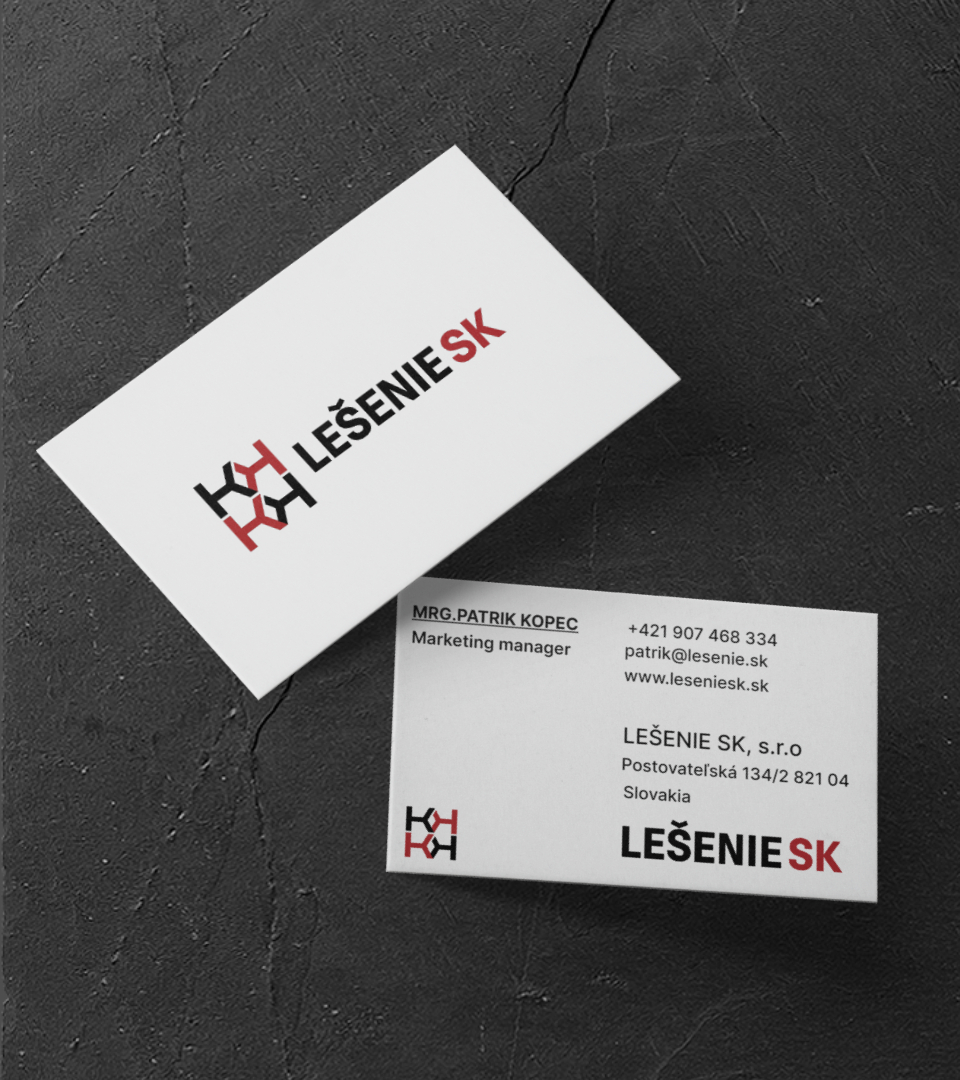 LEŠENIE SK
MRG.PATRIK KOPEC
Marketing manager
+421 907 468 334
patrik@lesenie.sk
www.leseniesk.sk
LEŠENIE SK, s.r.o
Postovateľská 134/2 821 04
Slovakia
LEŠENIE SK